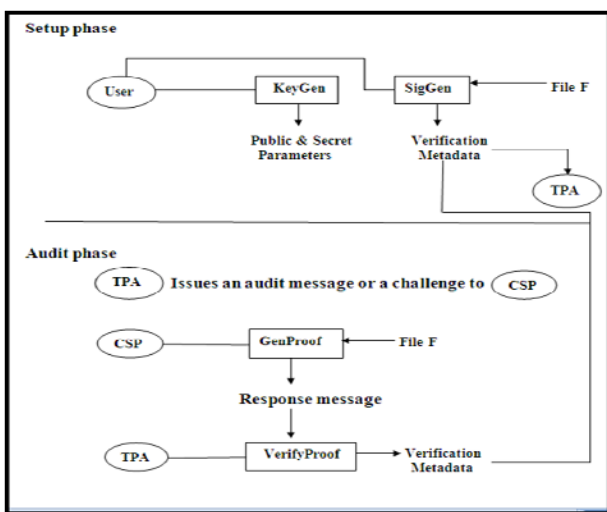 Setup phase
User
KeyGen
SigGen
File F
Public & Secret
Parameters
Verification
Metadata
TPA
Audit phase
TPA Issues an audit message or a challenge to CSP
CSP
GenProof
File F
Response message
TPA
VerifyProof
Verification
Metadata